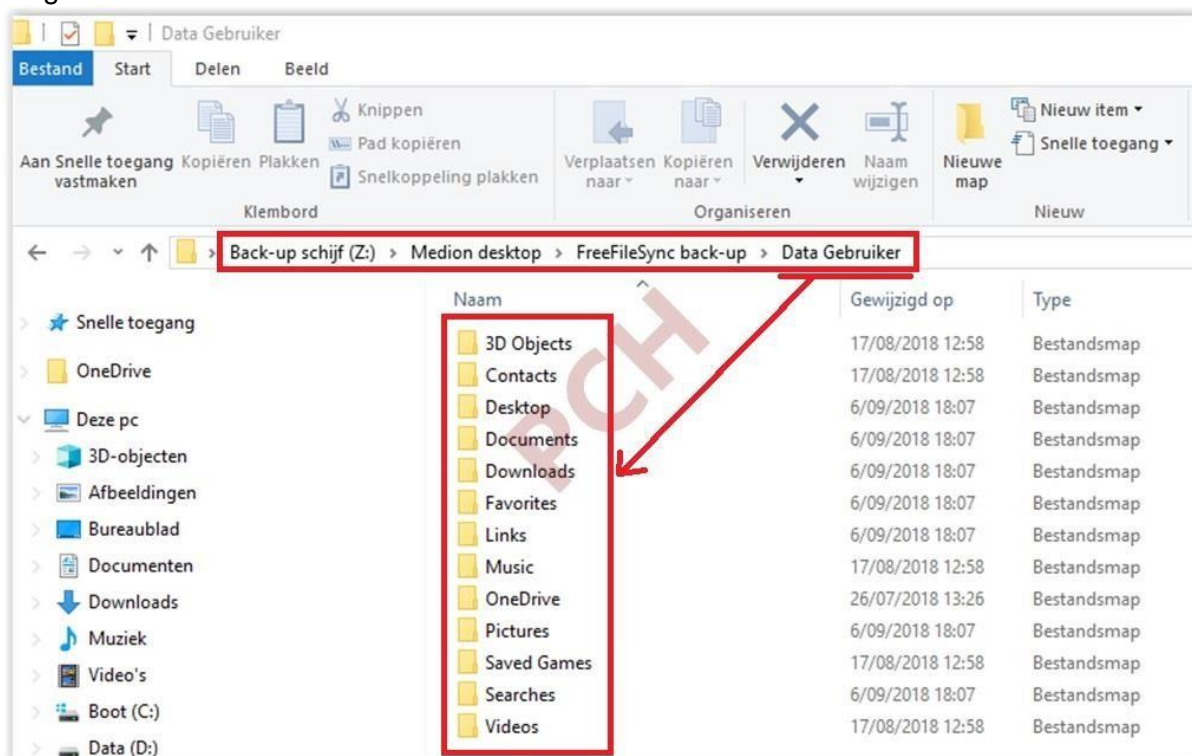 Data Gebruiker
Bestand Start Delen Beeld
Aan Snelle toegang vastmaken
Kopiëren
Plakken
Knippen
Pad kopiëren
Snelkoppeling plakken
Klembord
Verplaatsen naar
Kopiëren naar
Verwijderen
Naam wijzigen
Organiseren
Nieuwe map
Nieuw item
Snelle toegang
Nieuw
Back-up schijf (Z:) > Medion desktop > FreeFileSync back-up > Data Gebruiker
Snelle toegang
OneDrive
Deze pc
3D-objecten
Afbeeldingen
Bureaublad
Documenten
Downloads
Muziek
Video's
Boot (C:)
Data (D:)
Naam Gewijzigd op Type
3D Objects 17/08/2018 12:58 Bestandsmap
Contacts 17/08/2018 12:58 Bestandsmap
Desktop 6/09/2018 18:07 Bestandsmap
Documents 6/09/2018 18:07 Bestandsmap
Downloads 6/09/2018 18:07 Bestandsmap
Favorites 6/09/2018 18:07 Bestandsmap
Links 6/09/2018 18:07 Bestandsmap
Music 17/08/2018 12:58 Bestandsmap
OneDrive 26/07/2018 13:26 Bestandsmap
Pictures 6/09/2018 18:07 Bestandsmap
Saved Games 17/08/2018 12:58 Bestandsmap
Searches 6/09/2018 18:07 Bestandsmap
Videos 17/08/2018 12:58 Bestandsmap
PCH